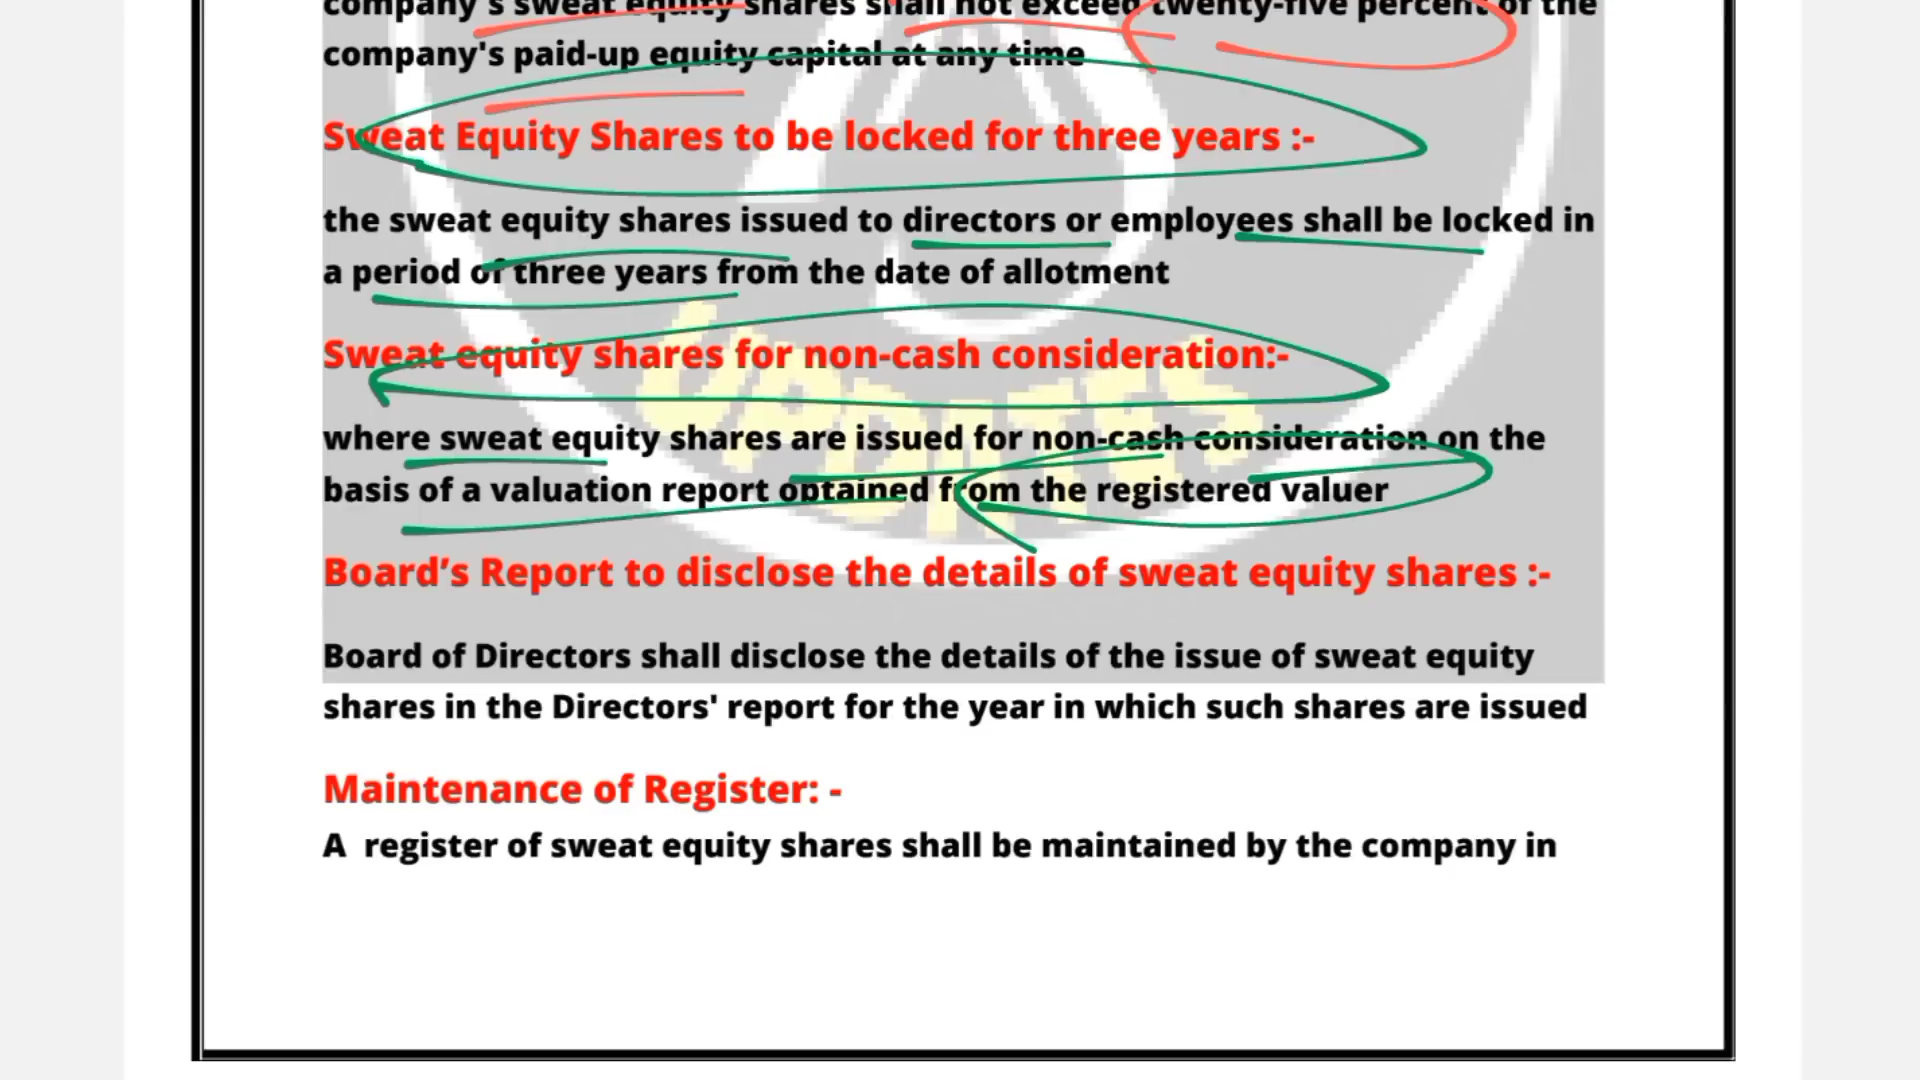 company's sweat equity shares shall not exceed twenty-five percent of the
company's paid-up equity capital at any time
Sweat Equity Shares to be locked for three years :-
the sweat equity shares issued to directors or employees shall be locked in
a period of three years from the date of allotment
Sweat equity shares for non-cash consideration:-
where sweat equity shares are issued for non-cash consideration on the
basis of a valuation report obtained from the registered valuer
Board’s Report to disclose the details of sweat equity shares :-
Board of Directors shall disclose the details of the issue of sweat equity
shares in the Directors' report for the year in which such shares are issued
Maintenance of Register: -
A  register of sweat equity shares shall be maintained by the company in
UPDATES